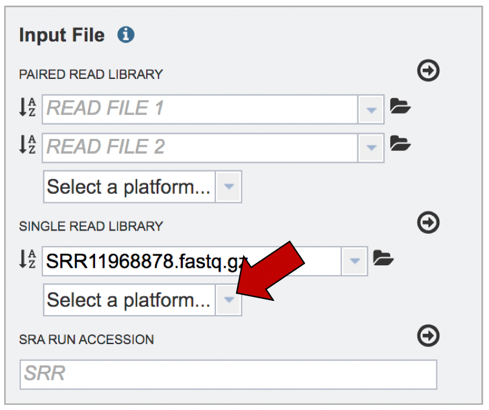 Input File
PAIRED READ LIBRARY
READ FILE 1
READ FILE 2
Select a platform...
SINGLE READ LIBRARY
SRR11968878.fastq.gz
Select a platform...
SRA RUN ACCESSION
SRR